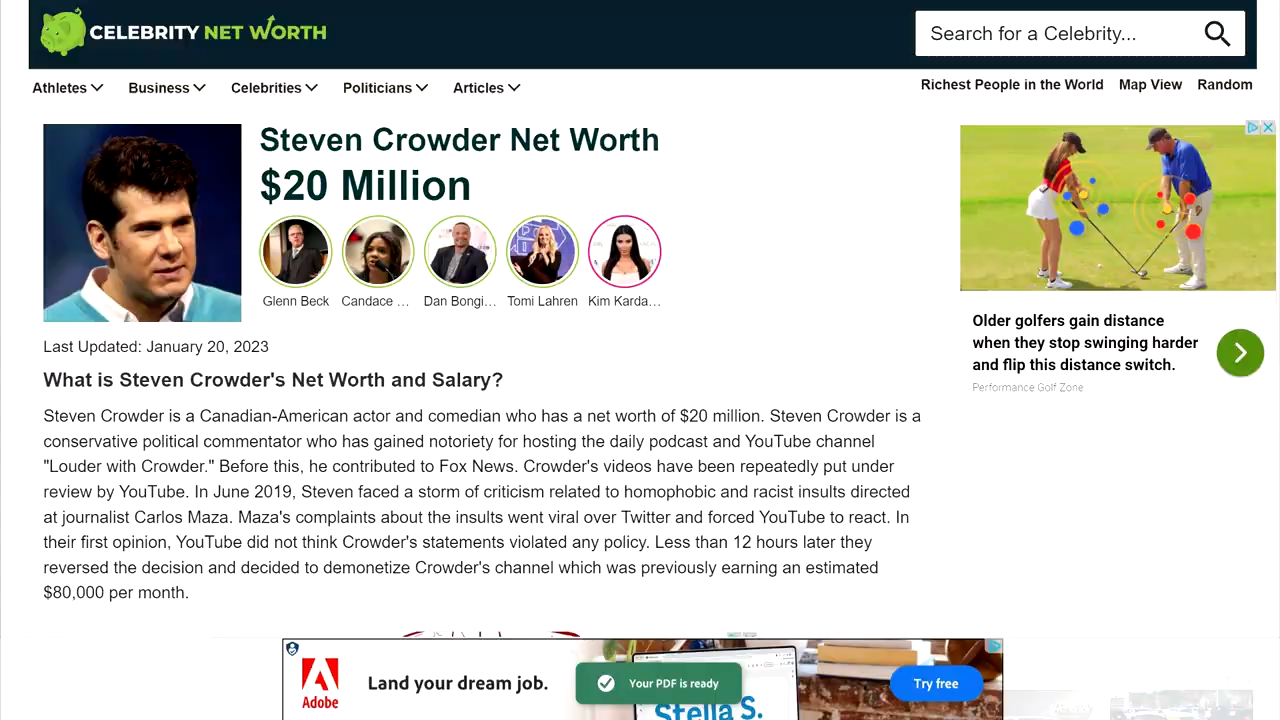 CELEBRITY NET WORTH
Search for a Celebrity...
Athletes
Business
Celebrities
Politicians
Articles
Richest People in the World
Map View
Random
Steven Crowder Net Worth
$20 Million
Glenn Beck
Candace ...
Dan Bongi...
Tomi Lahren
Kim Karda...
Last Updated: January 20, 2023
What is Steven Crowder's Net Worth and Salary?
Steven Crowder is a Canadian-American actor and comedian who has a net worth of $20 million. Steven Crowder is a
conservative political commentator who has gained notoriety for hosting the daily podcast and YouTube channel
"Louder with Crowder." Before this, he contributed to Fox News. Crowder's videos have been repeatedly put under
review by YouTube. In June 2019, Steven faced a storm of criticism related to homophobic and racist insults directed
at journalist Carlos Maza. Maza's complaints about the insults went viral over Twitter and forced YouTube to react. In
their first opinion, YouTube did not think Crowder's statements violated any policy. Less than 12 hours later they
reversed the decision and decided to demonetize Crowder's channel which was previously earning an estimated
$80,000 per month.
Older golfers gain distance
when they stop swinging harder
and flip this distance switch.
Performance Golf Zone
Adobe
Land your dream job.
Your PDF is ready
Stella S.
Try free